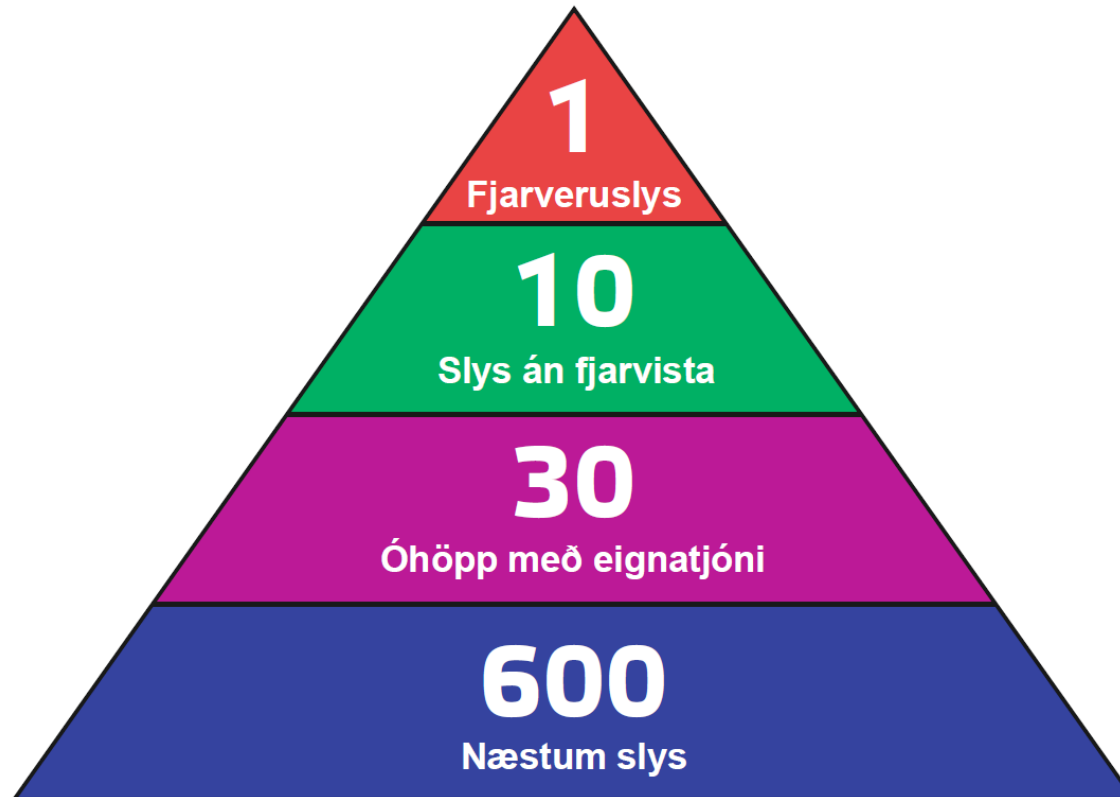 1
Fjarveruslys
10
Slys án fjarvista
30
Óhöpp með eignatjóni
600
Næstum slys